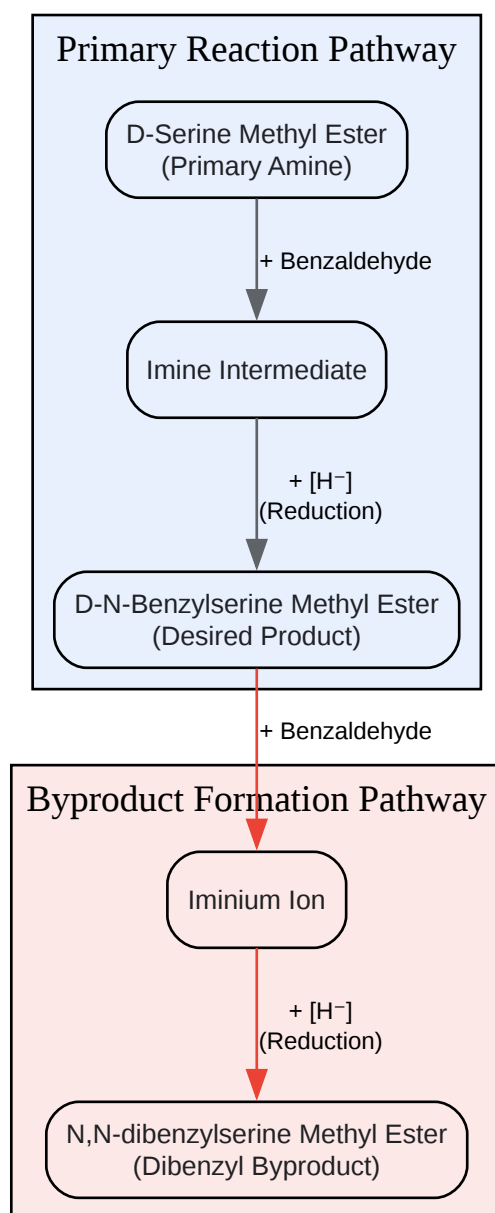 Primary Reaction Pathway
D-Serine Methyl Ester
(Primary Amine)
+ Benzaldehyde
Imine Intermediate
+ [H⁻]
(Reduction)
D-N-Benzylserine Methyl Ester
(Desired Product)
+ Benzaldehyde
Byproduct Formation Pathway
Iminium Ion
+ [H⁻]
(Reduction)
N,N-dibenzylserine Methyl Ester
(Dibenzyl Byproduct)